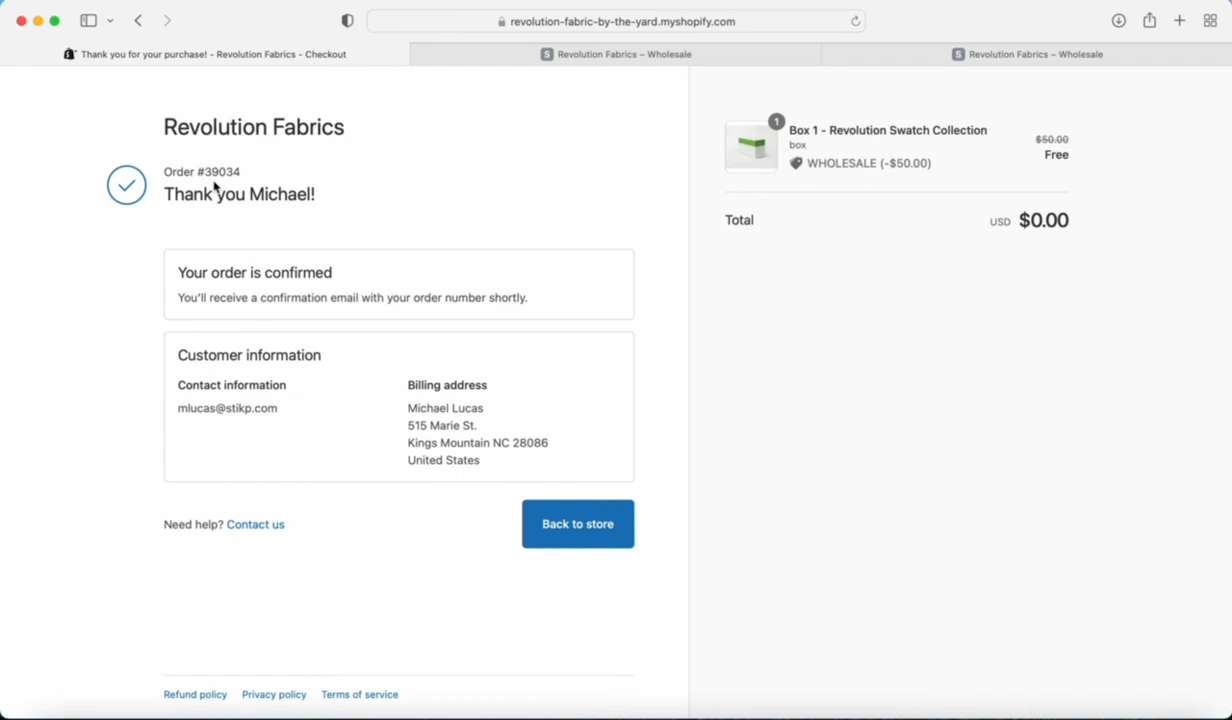 revolution-fabric-by-the-yard.myshopify.com
Thank you for your purchase! - Revolution Fabrics - Checkout
S Revolution Fabrics – Wholesale
S Revolution Fabrics – Wholesale
Revolution Fabrics
Order #39034
Thank you Michael!
Your order is confirmed
You'll receive a confirmation email with your order number shortly.
Customer information
Contact information
mlucas@stikp.com
Billing address
Michael Lucas
515 Marie St.
Kings Mountain NC 28086
United States
Need help? Contact us
Back to store
Refund policy Privacy policy Terms of service
1
Box 1 - Revolution Swatch Collection
box
WHOLESALE (-$50.00)
$50.00
Free
Total USD $0.00